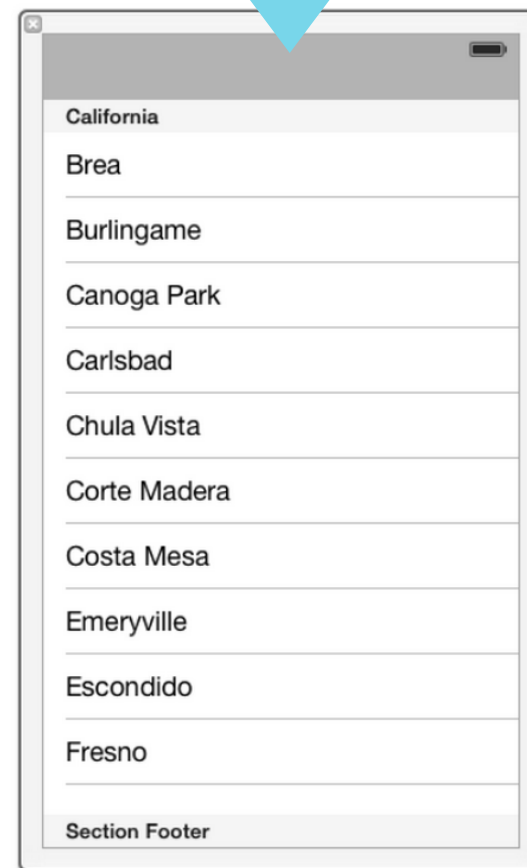 California
Brea
Burlingame
Canoga Park
Carlsbad
Chula Vista
Corte Madera
Costa Mesa
Emeryville
Escondido
Fresno
Section Footer